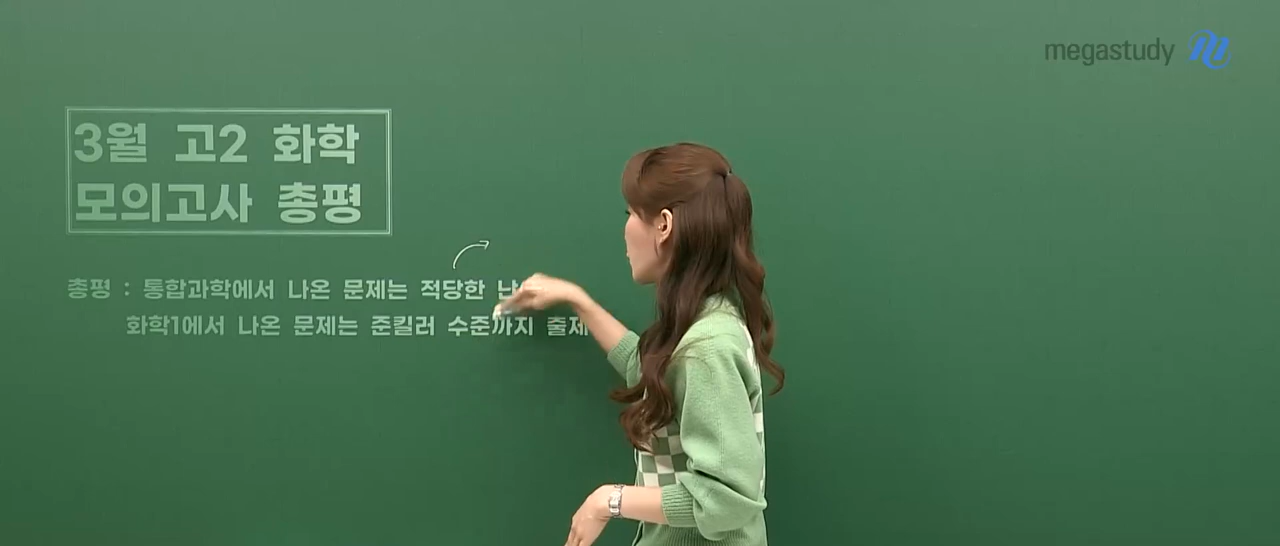 megastudy
3월 고2 화학
모의고사 총평
총평 : 통합과학에서 나온 문제는 적당한
화학1에서 나온 문제는 준킬러 수준까지 출제